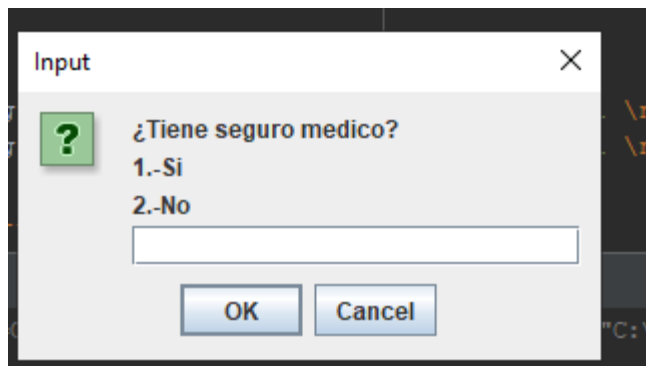 Input
¿Tiene seguro medico?
1.-Si
2.-No
OK
Cancel
"C:\